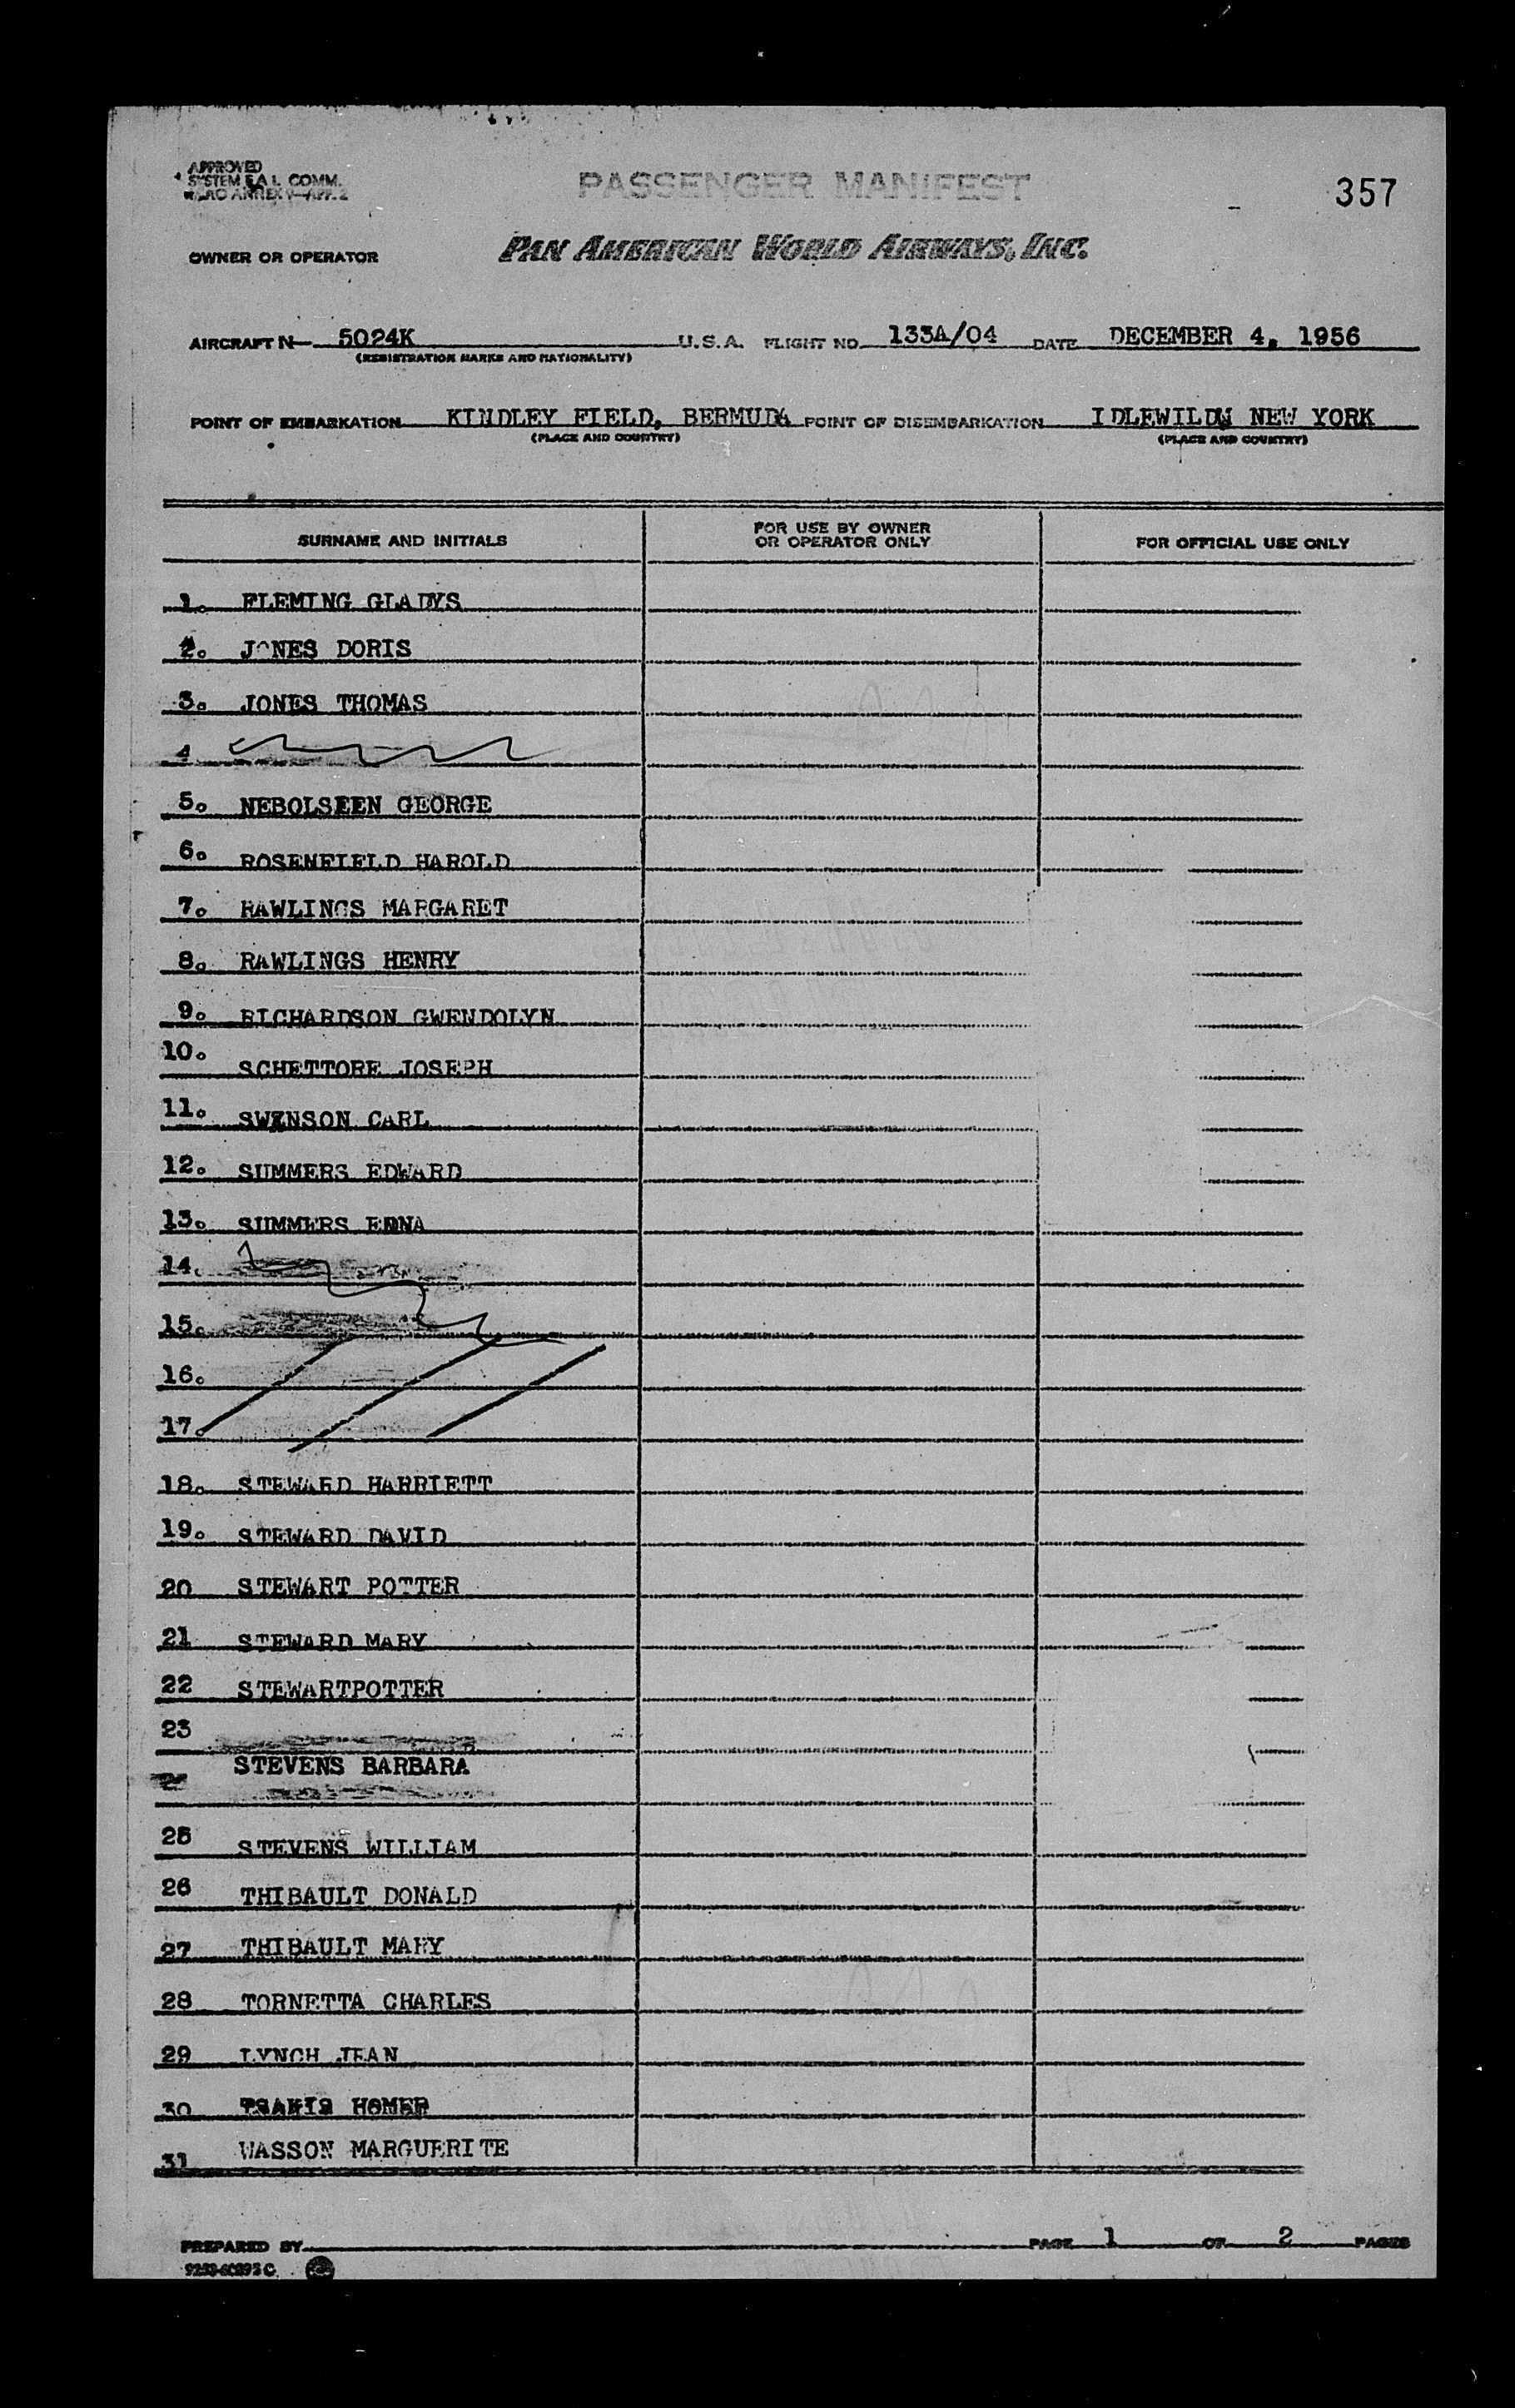 APPROVED
SYSTEM F.A.L. COMM.
ICAO ANNEX 9—APP. 2
PASSENGER MANIFEST
357
OWNER OR OPERATOR
PAN AMERICAN WORLD AIRWAYS, INC.
AIRCRAFT N 5024K U.S.A. FLIGHT NO. 133A/04 DATE DECEMBER 4, 1956
(REGISTRATION MARKS AND NATIONALITY)
POINT OF EMBARKATION KINDLEY FIELD, BERMUDA POINT OF DISEMBARKATION IDLEWILD, NEW YORK
(PLACE AND COUNTRY) (PLACE AND COUNTRY)
SURNAME AND INITIALS FOR USE BY OWNER OR OPERATOR ONLY FOR OFFICIAL USE ONLY
1. FLEMING GLADYS
2. JONES DORIS
3. JONES THOMAS
4
5. NEBOLSEEN GEORGE
6. ROSENFIELD HAROLD
7. RAWLINGS MARGARET
8. RAWLINGS HENRY
9. RICHARDSON GWENDOLYN
10. SCHETTORE JOSEPH
11. SWENSON CARL
12. SUMMERS EDWARD
13. SUMMERS EDNA
14.
15.
16.
17.
18. STEWARD HARRIETT
19. STEWARD DAVID
20 STEWART POTTER
21 STEWARD MARY
22 STEWARTPOTTER
23
STEVENS BARBARA
25 STEVENS WILLIAM
26 THIBAULT DONALD
27 THIBAULT MARY
28 TORNETTA CHARLES
29 LYNCH JEAN
30 HOMER
31 WASSON MARGUERITE
PREPARED BY PAGE 1 OF 2 PAGES